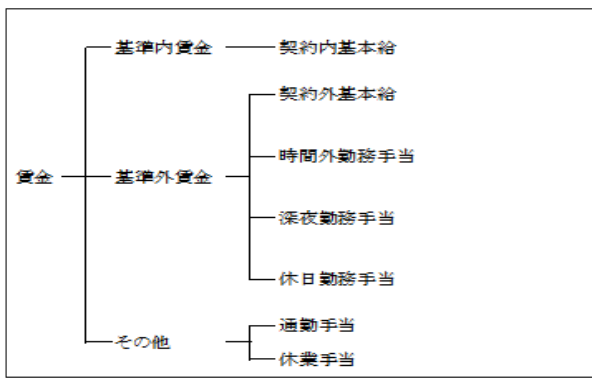 基準内賃金 契約内基本給
契約外基本給
時間外勤務手当
賃金 基準外賃金
深夜勤務手当
休日勤務手当
通勤手当
その他
休業手当